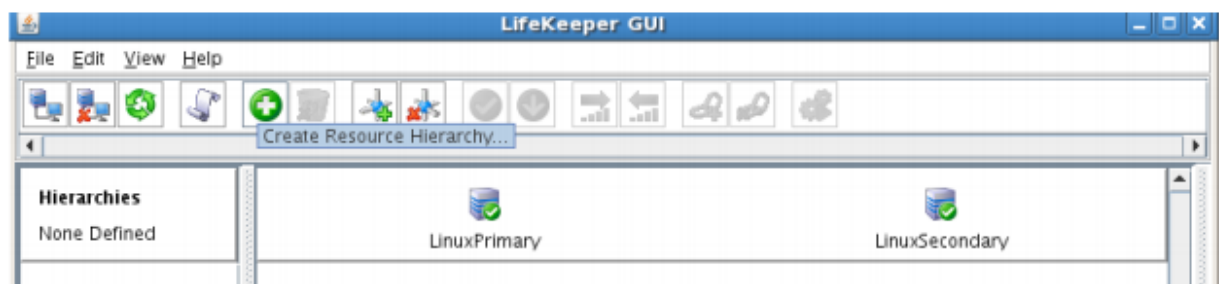 LifeKeeper GUI
File Edit View Help
Create Resource Hierarchy...
Hierarchies
None Defined
LinuxPrimary
LinuxSecondary